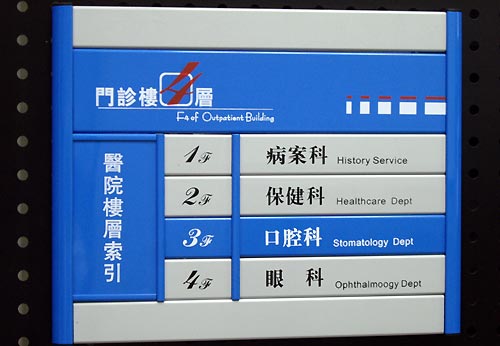 門診樓4層
F4 of Outpatient Building
醫院樓層索引
1F 病案科 History Service
2F 保健科 Healthcare Dept
3F 口腔科 Stomatology Dept
4F 眼科 Ophthalmoogy Dept